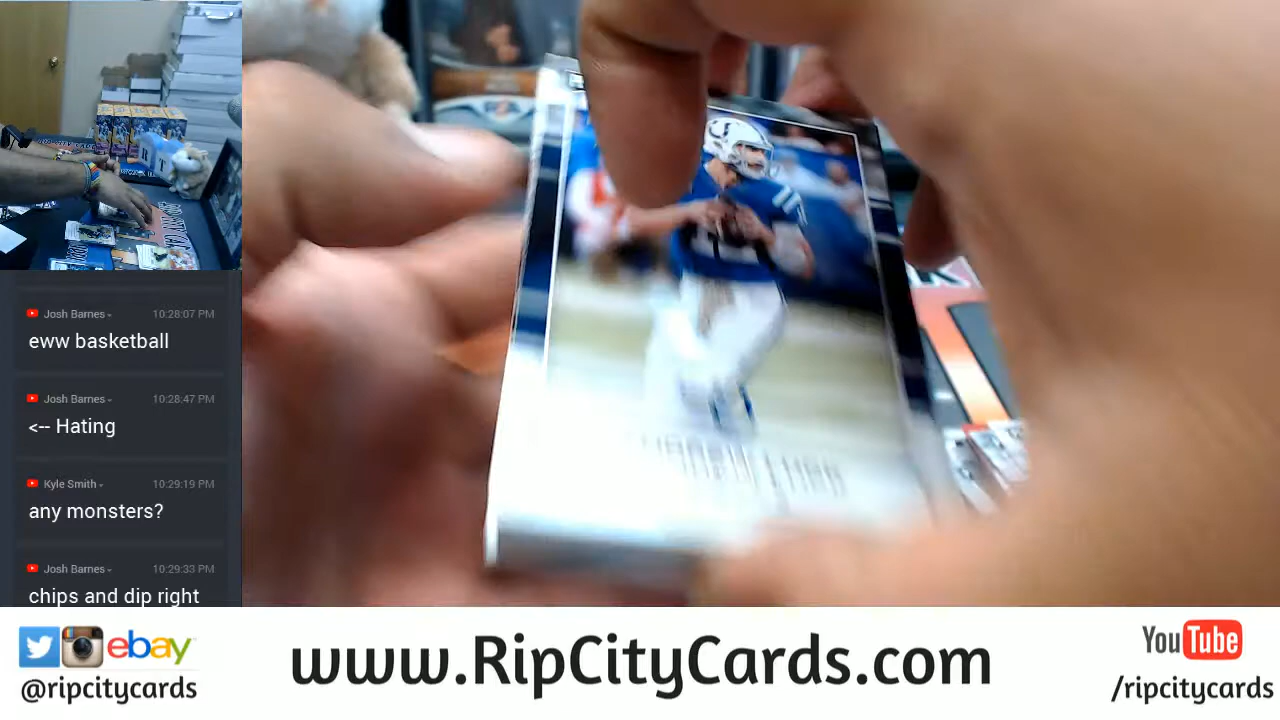 Josh Barnes 10:28:07 PM
eww basketball
Josh Barnes 10:28:47 PM
<-- Hating
Kyle Smith 10:29:19 PM
any monsters?
Josh Barnes 10:29:33 PM
chips and dip right
ebay
@ripcitycards
www.RipCityCards.com
YouTube
/ripcitycards